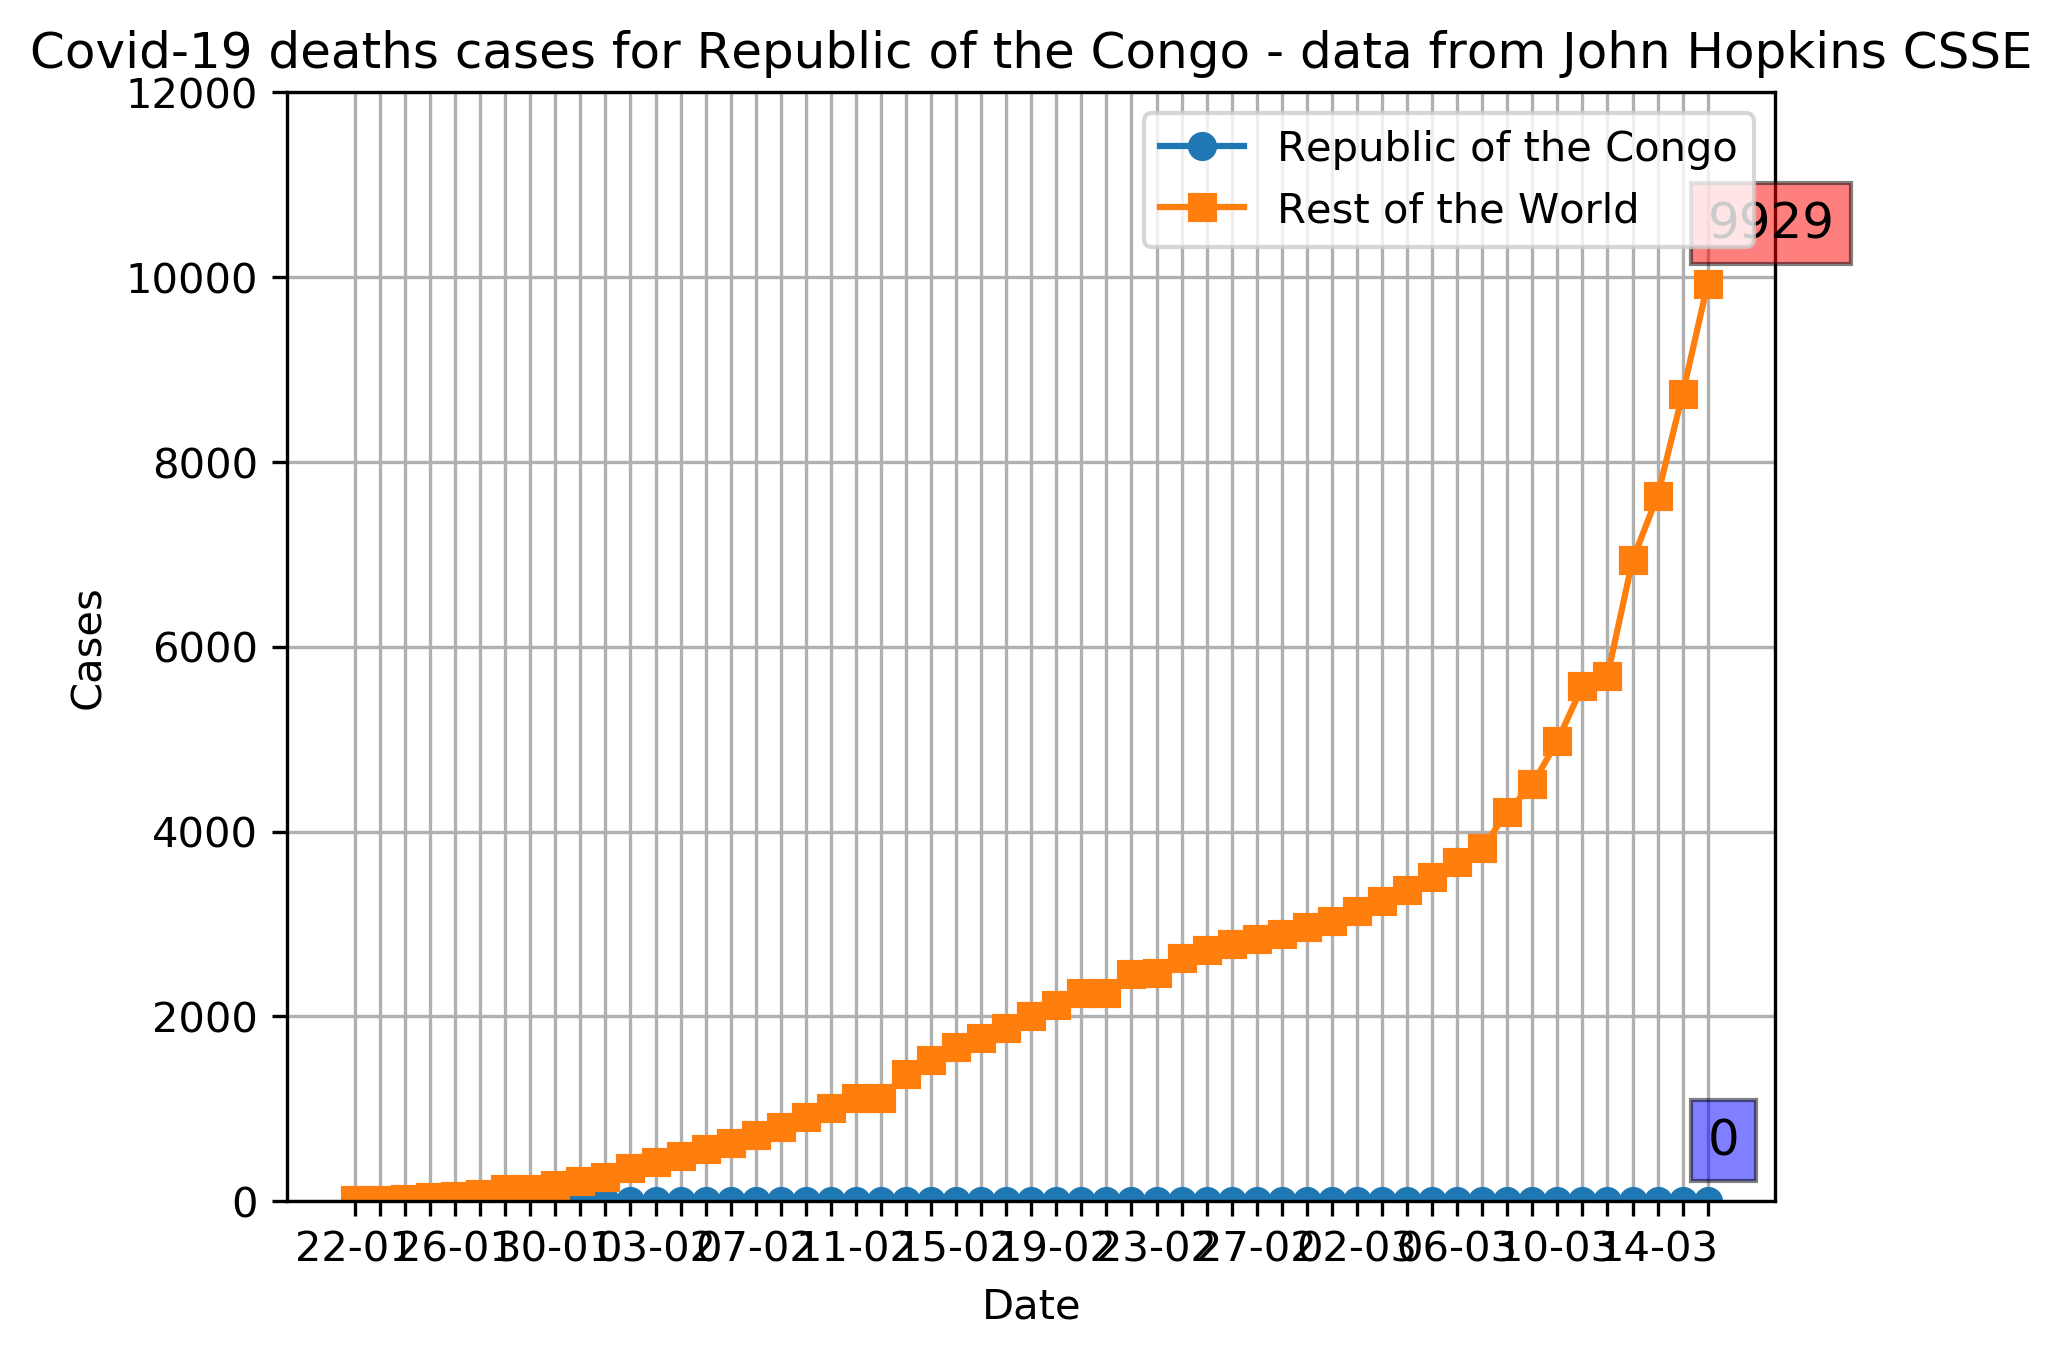 Covid-19 deaths cases for Republic of the Congo - data from John Hopkins CSSE
12000
Republic of the Congo
Rest of the World
9929
10000
8000
6000
Cases
4000
2000
0
0
22-01 26-01 30-01 03-02 07-02 11-02 15-02 19-02 23-02 27-02 02-03 06-03 10-03 14-03
Date